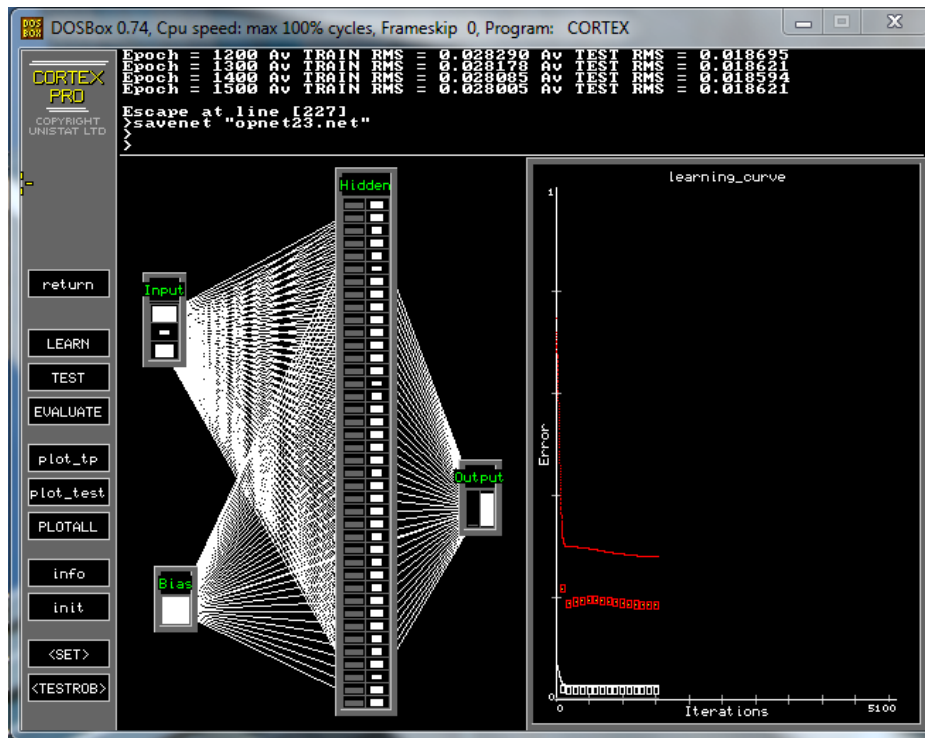 DOSBox 0.74, Cpu speed: max 100% cycles, Frameskip 0, Program: CORTEX
Epoch = 1200 Av TRAIN RMS = 0.028290 Av TEST RMS = 0.018695
Epoch = 1300 Av TRAIN RMS = 0.028178 Av TEST RMS = 0.018621
Epoch = 1400 Av TRAIN RMS = 0.028085 Av TEST RMS = 0.018594
Epoch = 1500 Av TRAIN RMS = 0.028005 Av TEST RMS = 0.018621
Escape at line [227]
>savenet "opnet23.net"
>
>
CORTEX
PRO
COPYRIGHT
UNISTAT LTD
return
LEARN
TEST
EVALUATE
plot_tp
plot_test
PLOTALL
info
init
<SET>
<TESTROB>
Input
Bias
Hidden
Output
learning_curve
1
Error
0
0
Iterations
5100